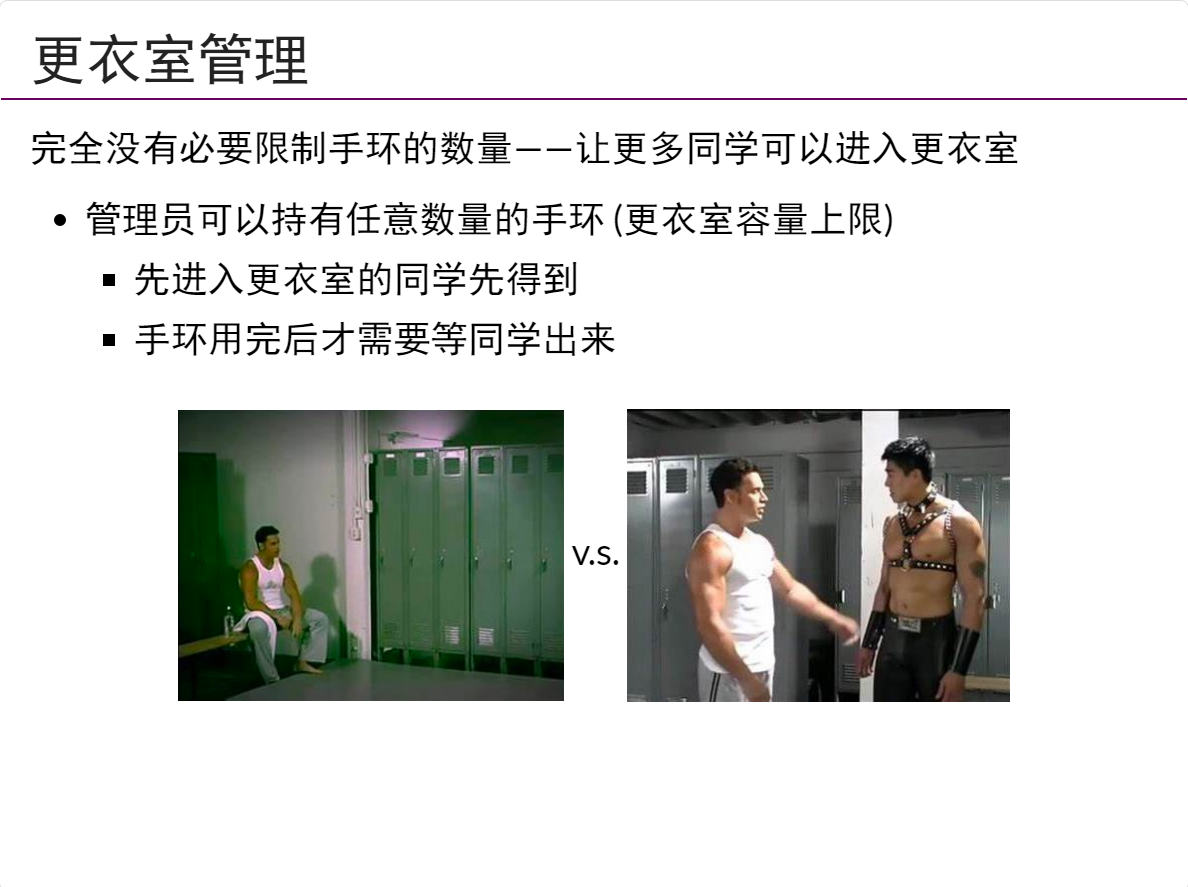 更衣室管理
完全没有必要限制手环的数量——让更多同学可以进入更衣室
管理员可以持有任意数量的手环 (更衣室容量上限)
先进入更衣室的同学先得到
手环用完后才需要等同学出来
v.s.